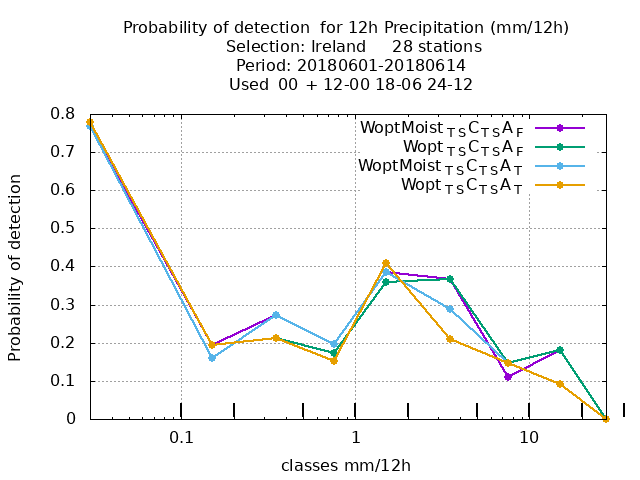 Probability of detection  for 12h Precipitation (mm/12h)
Selection: Ireland     28 stations
Period: 20180601-20180614
Used  00  + 12-00 18-06 24-12
WoptMoist TS C TS A F
Wopt TS C TS A F
WoptMoist TS C TS A T
Wopt TS C TS A T
Probability of detection
0.8
0.7
0.6
0.5
0.4
0.3
0.2
0.1
0
0.1
1
10
classes mm/12h